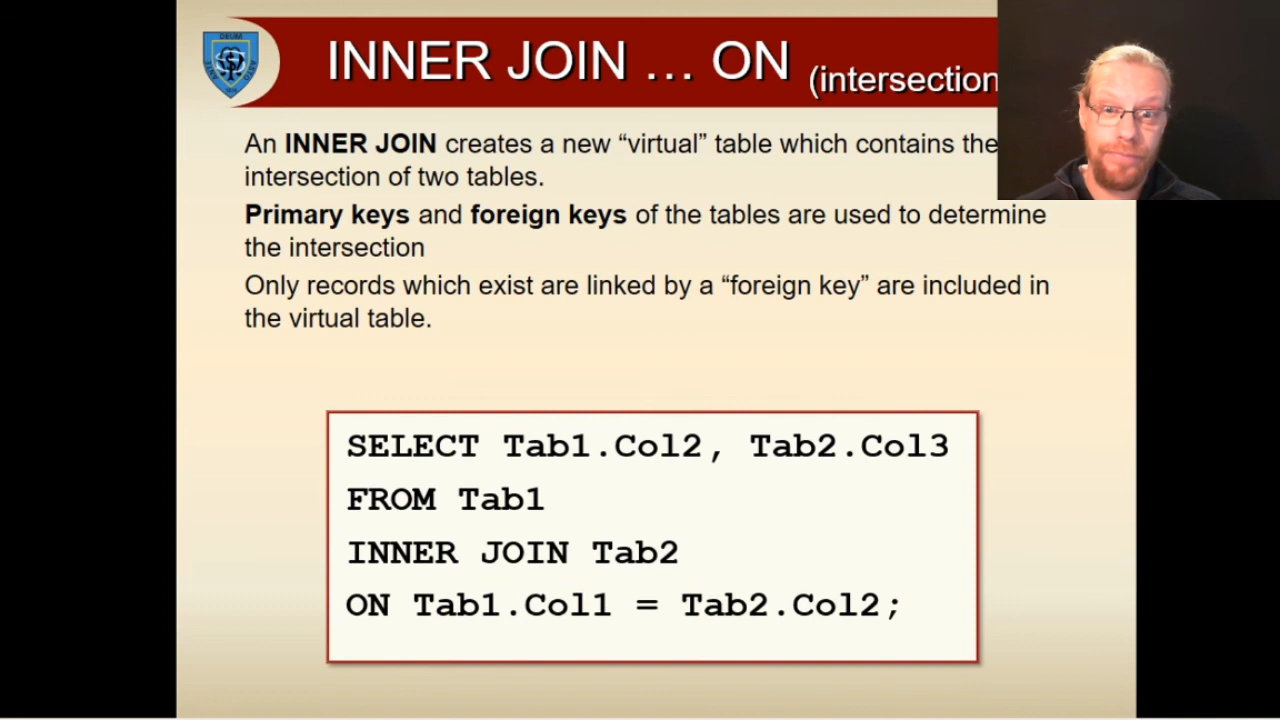 INNER JOIN … ON (intersection
An INNER JOIN creates a new “virtual” table which contains the
intersection of two tables.
Primary keys and foreign keys of the tables are used to determine
the intersection
Only records which exist are linked by a “foreign key” are included in
the virtual table.
SELECT Tab1.Col2, Tab2.Col3
FROM Tab1
INNER JOIN Tab2
ON Tab1.Col1 = Tab2.Col2;